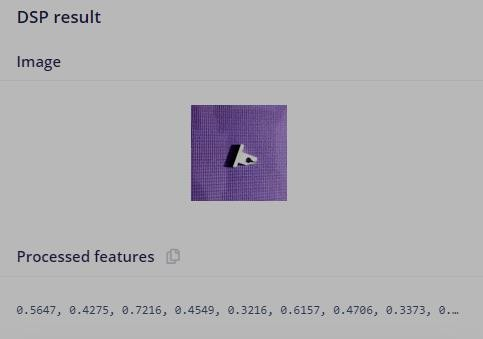 DSP result
Image
Processed features
0.5647, 0.4275, 0.7216, 0.4549, 0.3216, 0.6157, 0.4706, 0.3373, 0.…